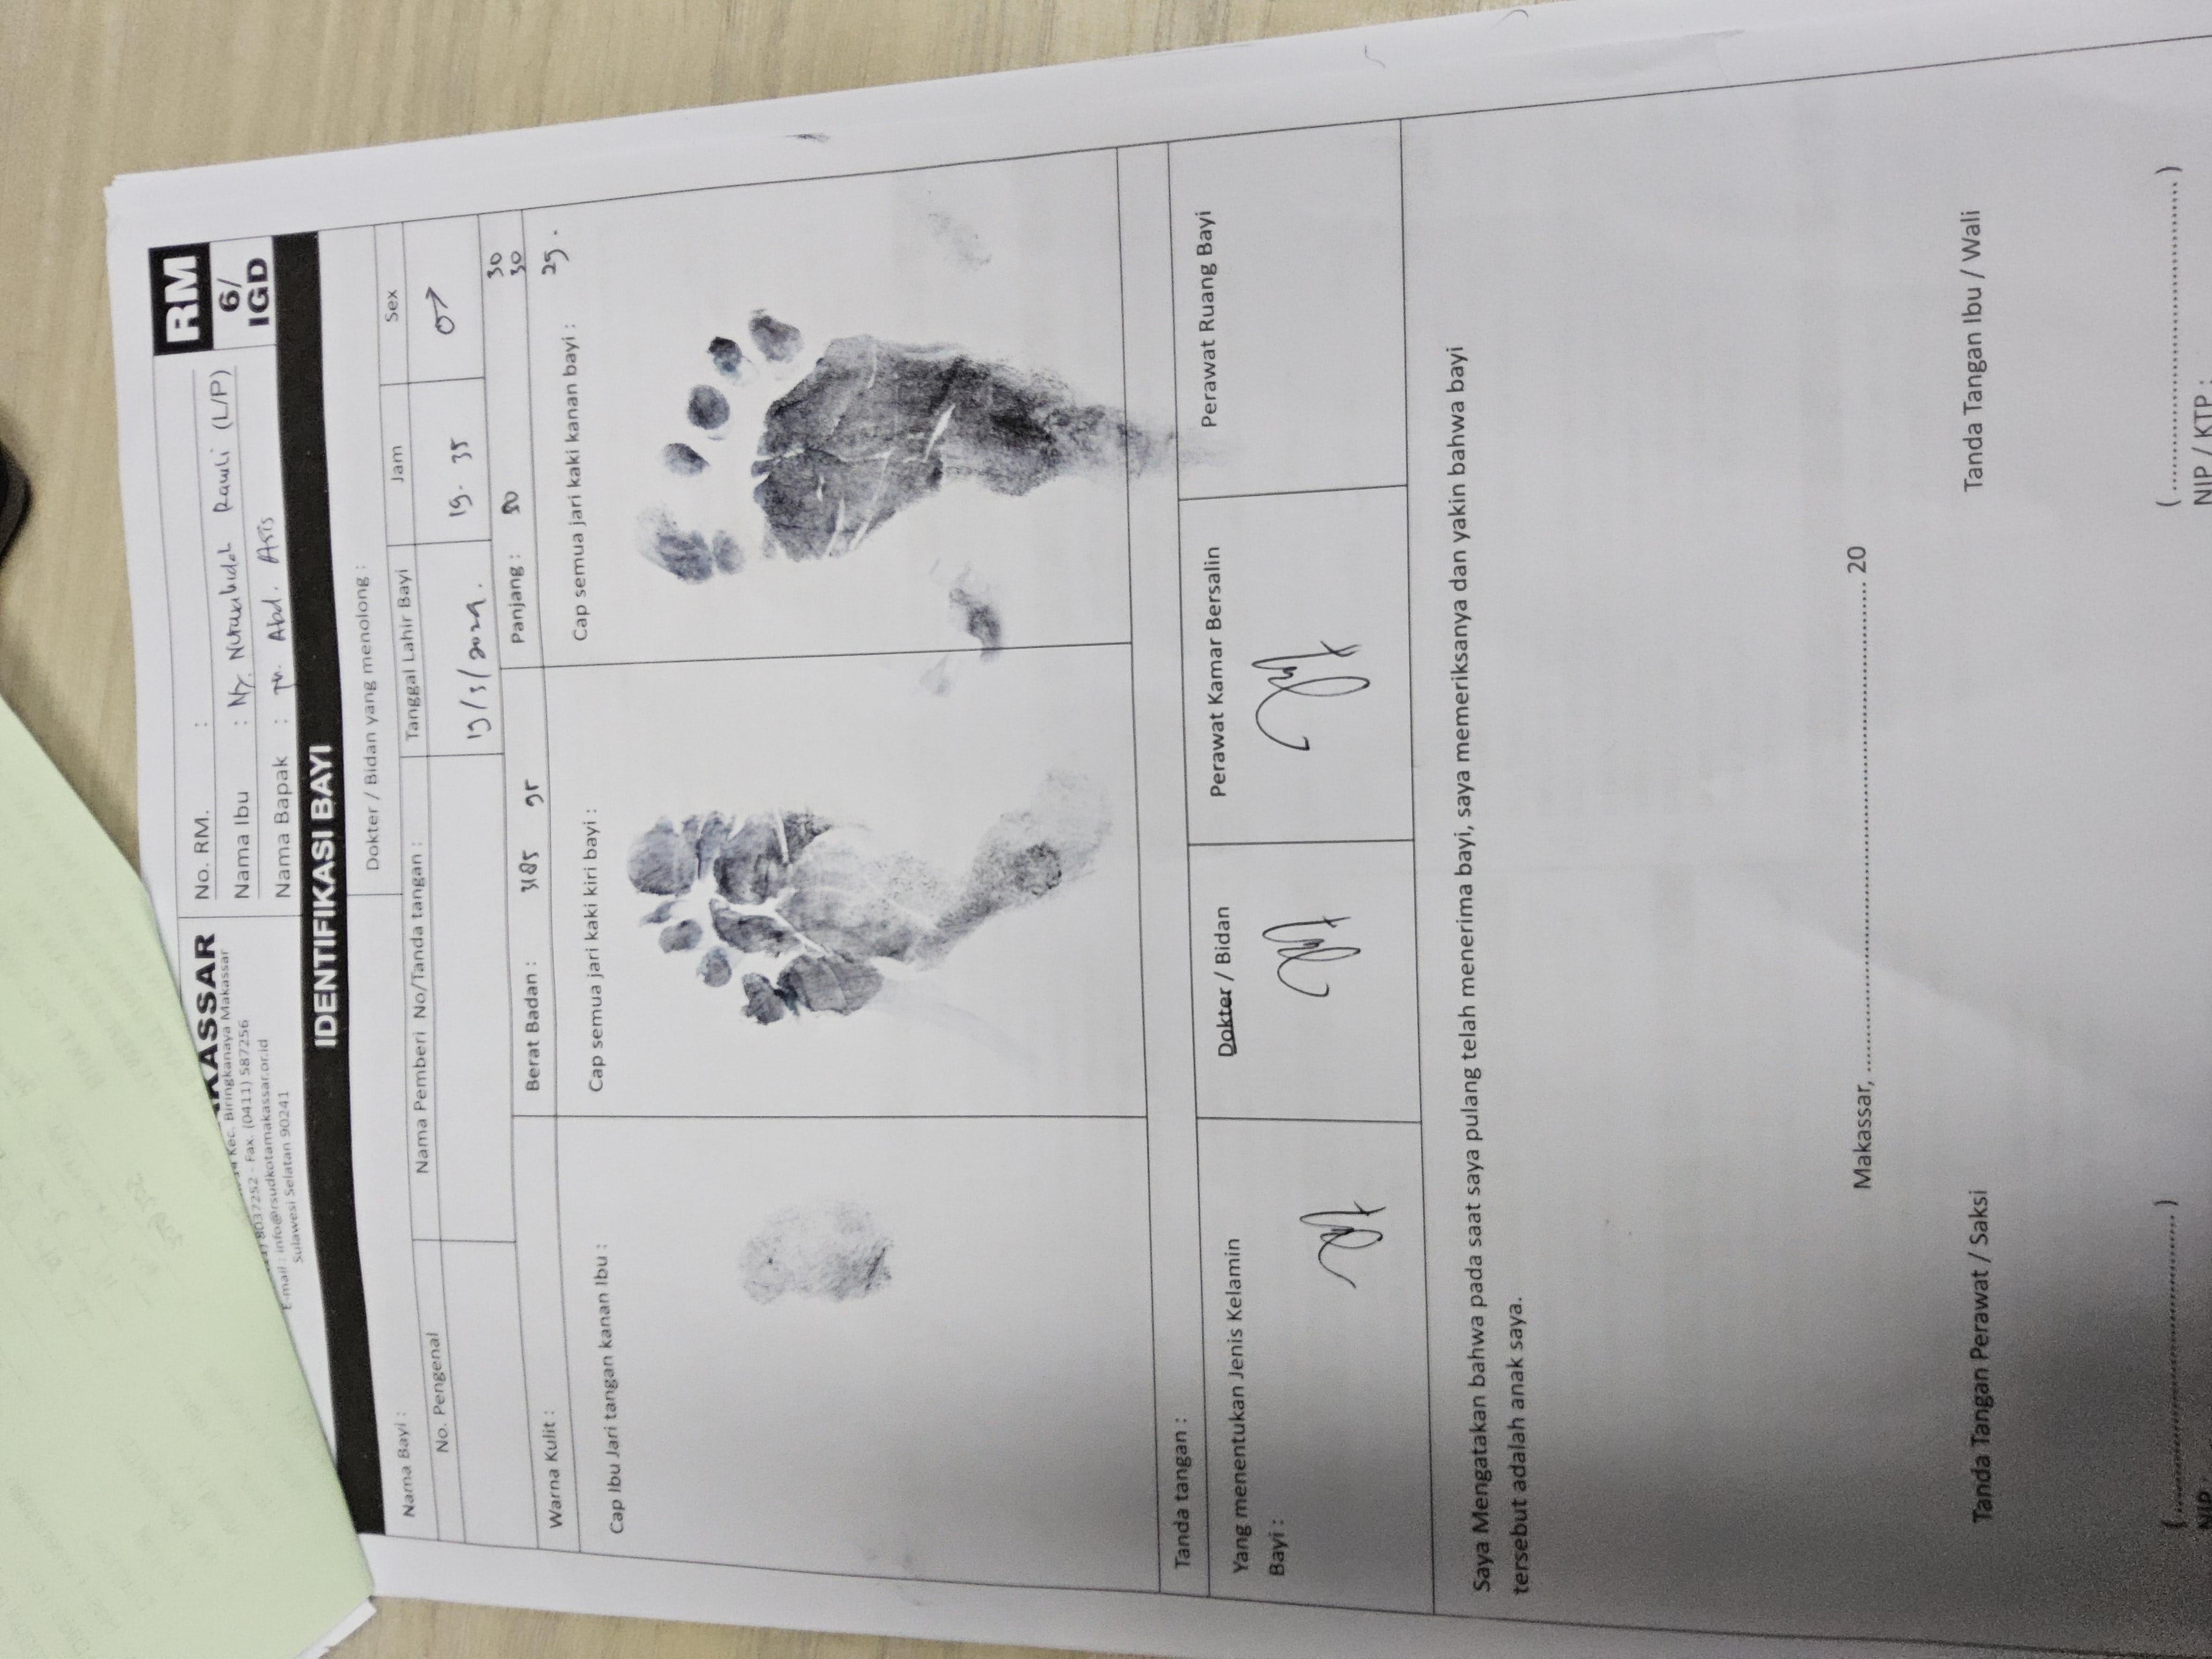 KASSAR
Kec. Biringkanaya Makassar
8037252 - Fax. (0411) 587256
E-mail : info@rsudkotamakassar.or.id
Sulawesi Selatan 90241
No. RM. :
Nama Ibu : Ny. Nurwahidah Ramli (L/P)
Nama Bapak : Tn. Abd. Asis
RM
6/
IGD
IDENTIFIKASI BAYI
Nama Bayi :
Dokter / Bidan yang menolong :
No. Pengenal
Nama Pemberi No/Tanda tangan :
Tanggal Lahir Bayi
Jam
Sex
19/3/2024.
19. 35
♂
Warna Kulit :
Berat Badan : 3185 gr
Panjang : 50
30
30
29.
Cap Ibu Jari tangan kanan Ibu :
Cap semua jari kaki kiri bayi :
Cap semua jari kaki kanan bayi :
Tanda tangan :
Yang menentukan Jenis Kelamin
Bayi :
Dokter / Bidan
Perawat Kamar Bersalin
Perawat Ruang Bayi
Saya Mengatakan bahwa pada saat saya pulang telah menerima bayi, saya memeriksanya dan yakin bahwa bayi
tersebut adalah anak saya.
Makassar, .......... 20
Tanda Tangan Perawat / Saksi
Tanda Tangan Ibu / Wali
(..........)
(..........)
NIP :
NIP / KTP :